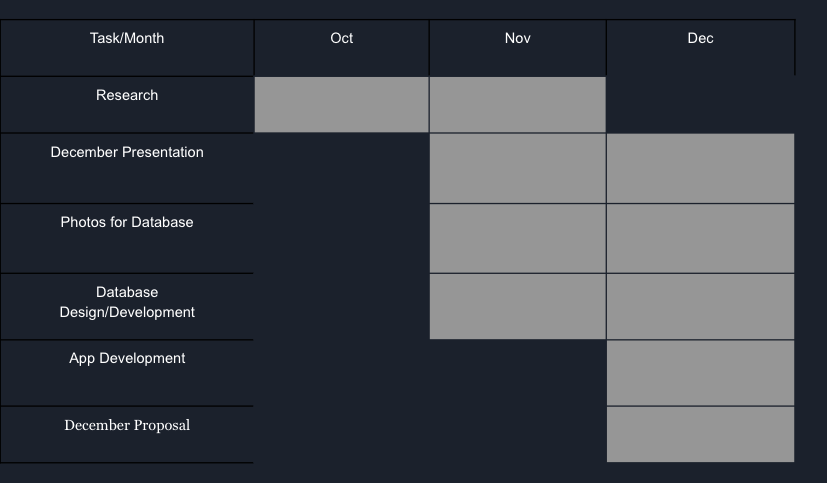 Task/Month Oct Nov Dec
Research
December Presentation
Photos for Database
Database
Design/Development
App Development
December Proposal